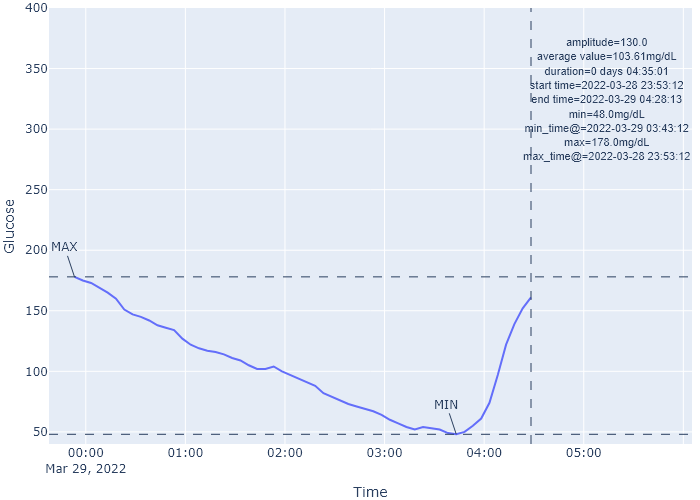 400
350
300
250
200
150
100
50
Glucose
amplitude=130.0
average value=103.61mg/dL
duration=0 days 04:35:01
start time=2022-03-28 23:53:12
end time=2022-03-29 04:28:13
min=48.0mg/dL
min_time@=2022-03-29 03:43:12
max=178.0mg/dL
max_time@=2022-03-28 23:53:12
MAX
MIN
00:00 01:00 02:00 03:00 04:00 05:00
Mar 29, 2022
Time